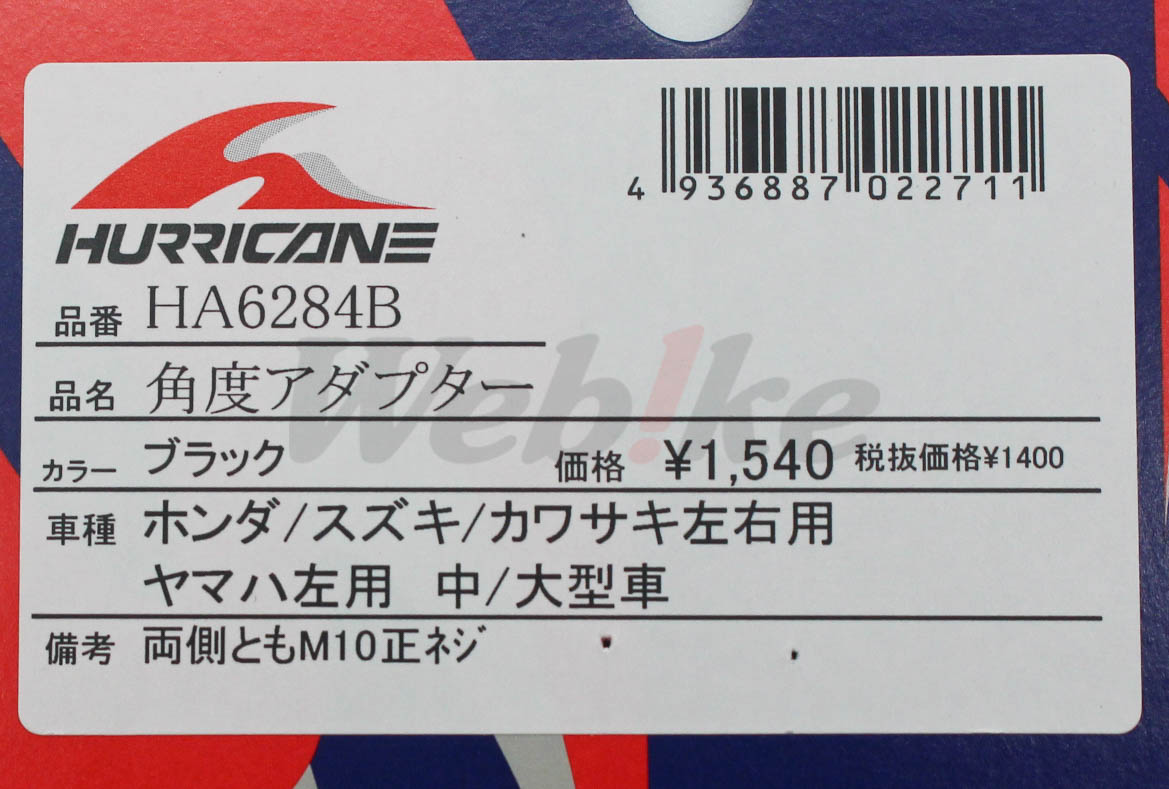 4 936887 022711
HURRICANE
品番 HA6284B
品名 角度アダプター
Web!ke
カラー ブラック 価格 ¥1,540 税抜価格¥1400
車種 ホンダ/スズキ/カワサキ左右用
ヤマハ左用 中/大型車
備考 両側ともM10正ネジ